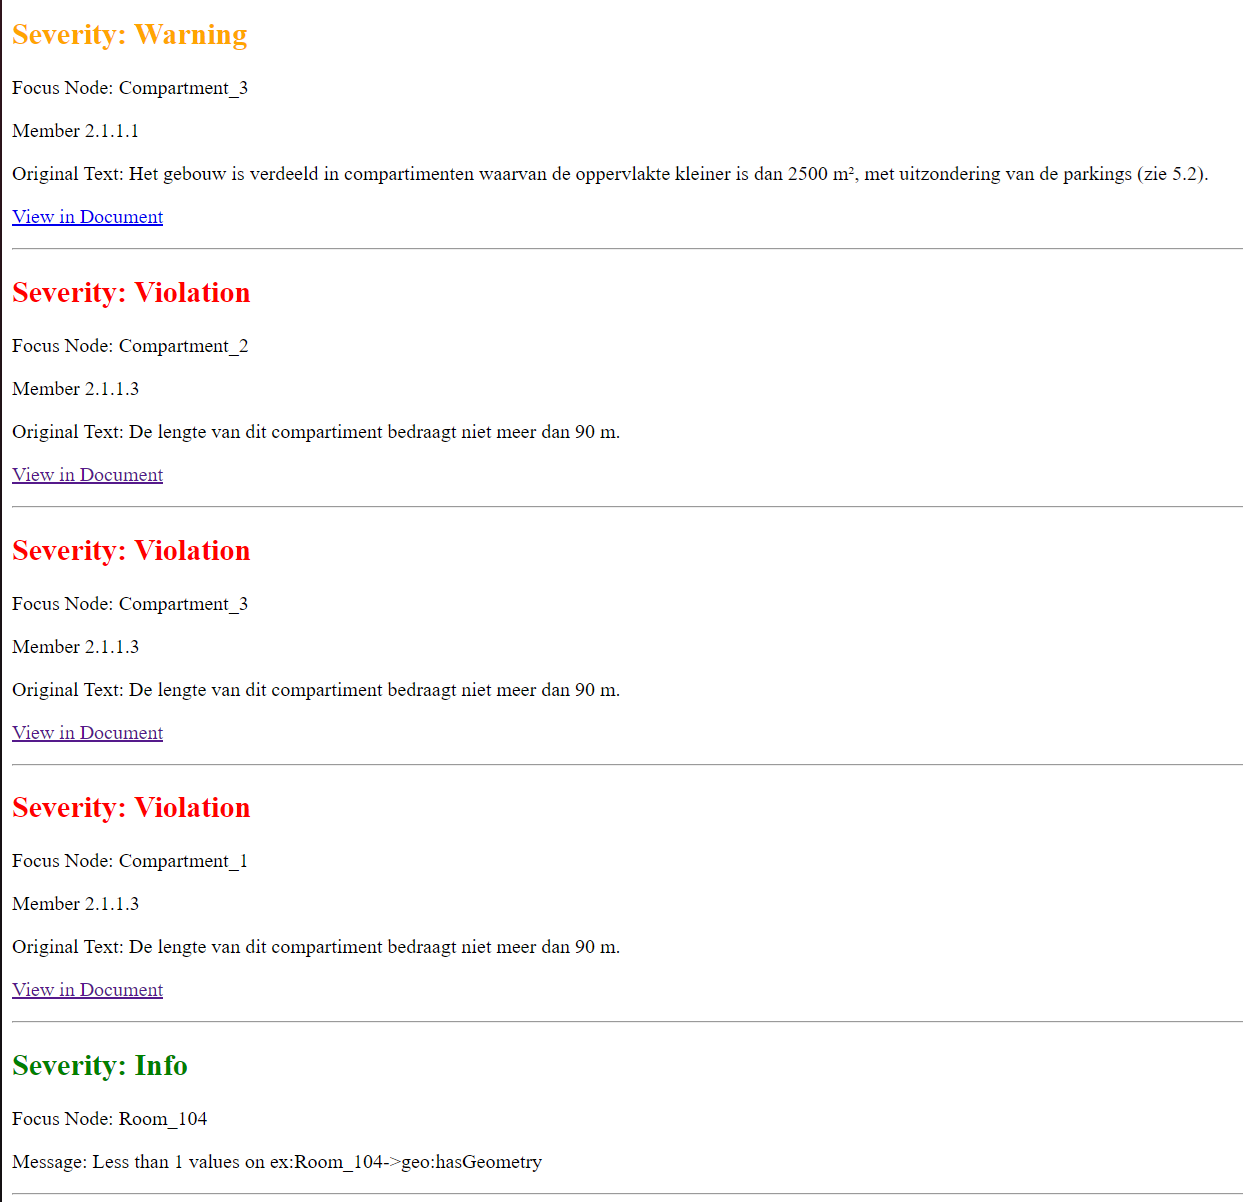 Severity: Warning
Focus Node: Compartment_3
Member 2.1.1.1
Original Text: Het gebouw is verdeeld in compartimenten waarvan de oppervlakte kleiner is dan 2500 m², met uitzondering van de parkings (zie 5.2).
View in Document
Severity: Violation
Focus Node: Compartment_2
Member 2.1.1.3
Original Text: De lengte van dit compartiment bedraagt niet meer dan 90 m.
View in Document
Severity: Violation
Focus Node: Compartment_3
Member 2.1.1.3
Original Text: De lengte van dit compartiment bedraagt niet meer dan 90 m.
View in Document
Severity: Violation
Focus Node: Compartment_1
Member 2.1.1.3
Original Text: De lengte van dit compartiment bedraagt niet meer dan 90 m.
View in Document
Severity: Info
Focus Node: Room_104
Message: Less than 1 values on ex:Room_104->geo:hasGeometry